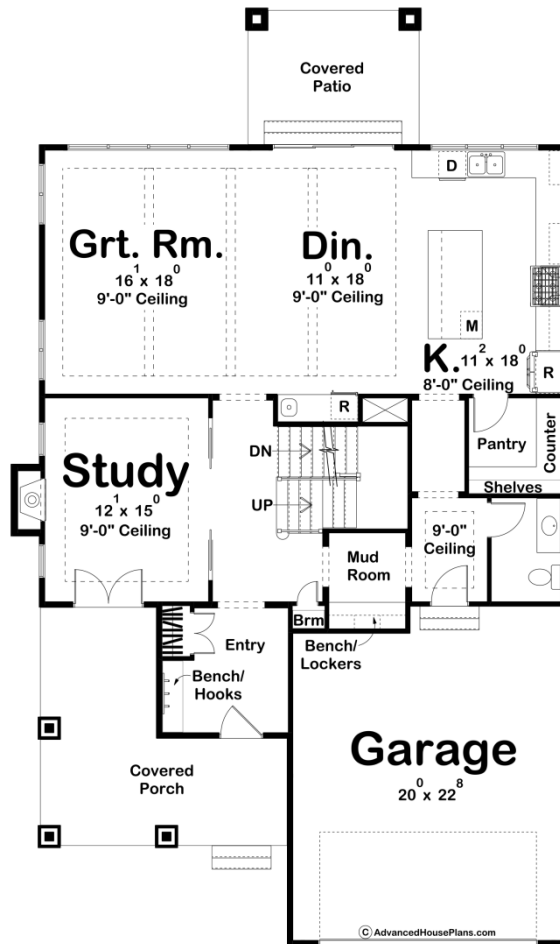 Covered
Patio
D
Grt. Rm.
16¹ x 18⁰
9'-0" Ceiling
Din.
11⁰ x 18⁰
9'-0" Ceiling
M
K. 11² x 18⁰
8'-0" Ceiling
R
R
Pantry
Counter
Shelves
Study
12¹ x 15⁰
9'-0" Ceiling
DN
UP
9'-0"
Ceiling
Mud
Room
Brm
Bench/
Lockers
Entry
Bench/
Hooks
Covered
Porch
Garage
20⁰ x 22⁸
© AdvancedHousePlans.com